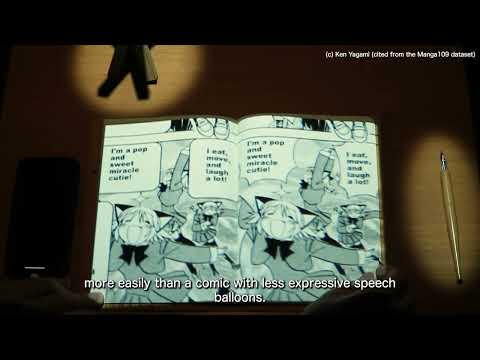 (c) Ken Yagami (cited from the Manga109 dataset)
I'm a pop
and
sweet
miracle
cutie!
I eat,
move,
and
laugh
a lot!
I'm a pop
and
sweet
miracle
cutie!
I eat,
move,
and
laugh
a lot!
more easily than a comic with less expressive speech
balloons.